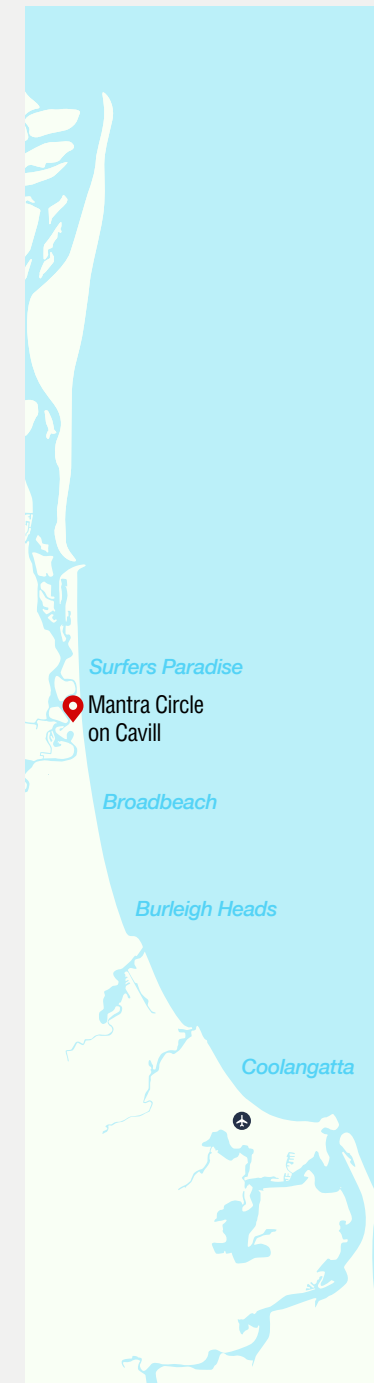 Surfers Paradise
Mantra Circle
on Cavill
Broadbeach
Burleigh Heads
Coolangatta